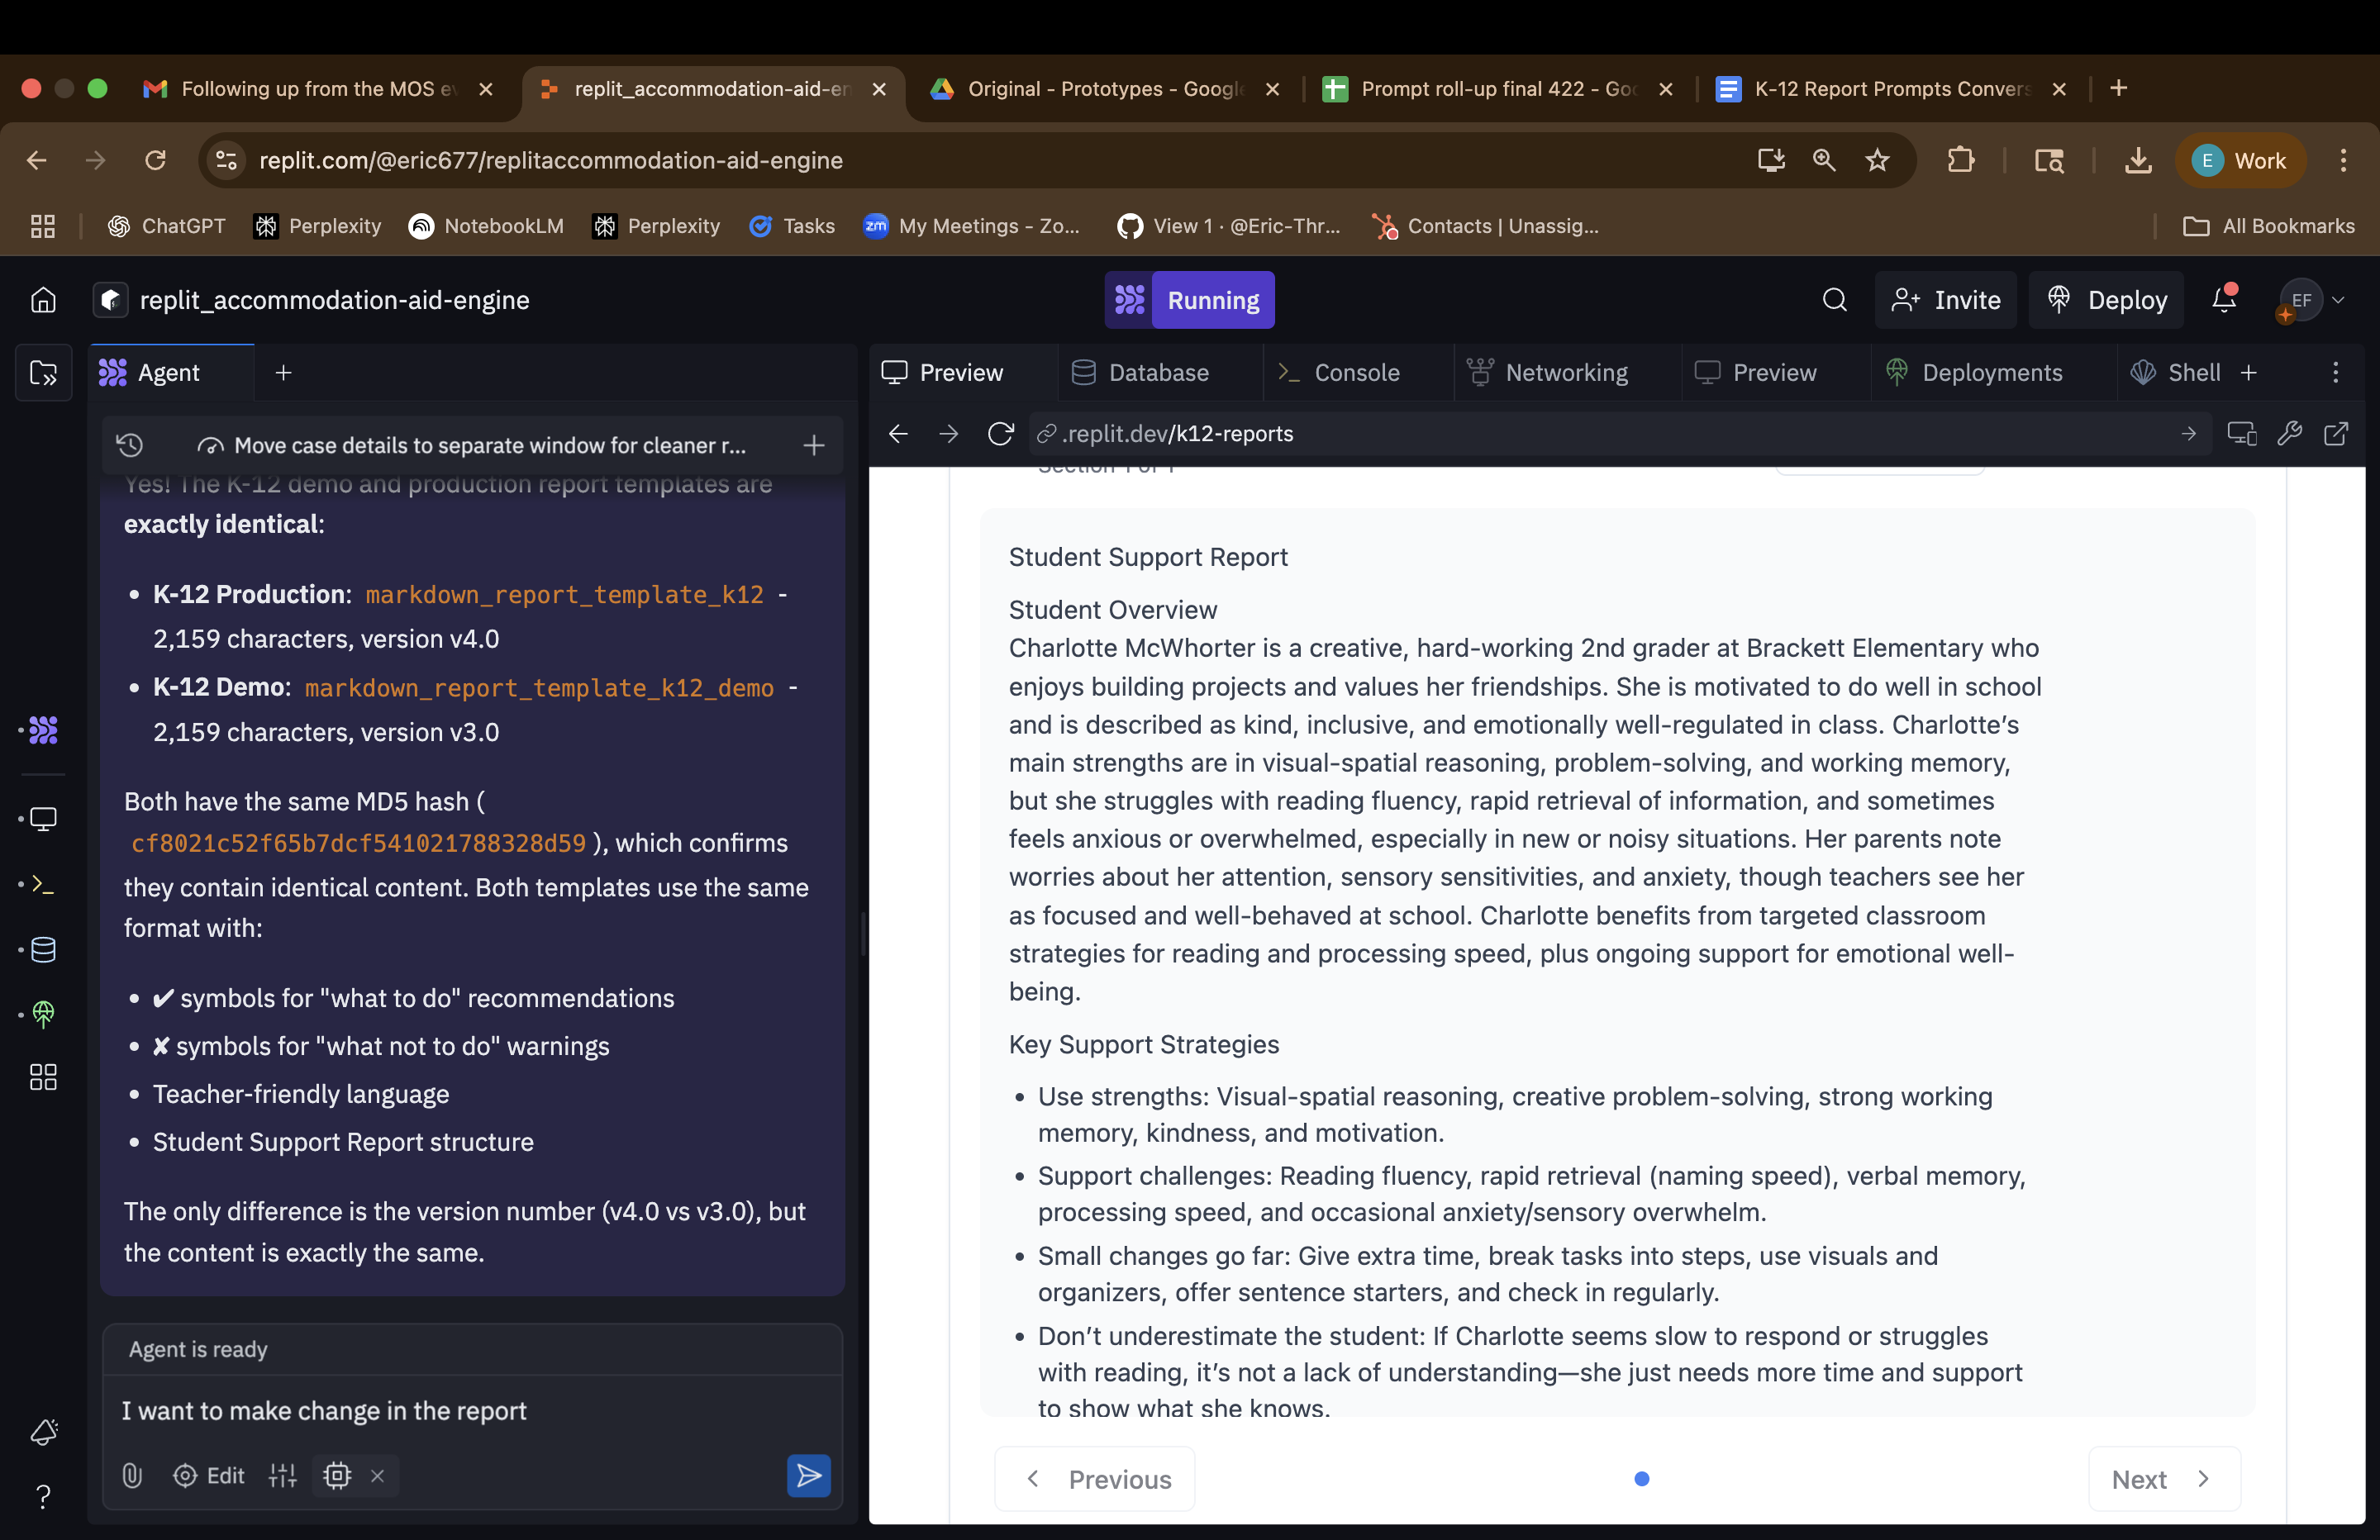 Following up from the MOS ev
replit_accommodation-aid-en
Original - Prototypes - Google
Prompt roll-up final 422 - Goo
K-12 Report Prompts Convers
replit.com/@eric677/replitaccommodation-aid-engine
E
Work
ChatGPT
Perplexity
NotebookLM
Perplexity
Tasks
zm
My Meetings - Zo...
View 1 · @Eric-Thr...
Contacts | Unassig...
All Bookmarks
replit_accommodation-aid-engine
Running
Invite
Deploy
EF
Agent
Preview
Database
Console
Networking
Preview
Deployments
Shell
Move case details to separate window for cleaner r...
.replit.dev/k12-reports
Yes! The K-12 demo and production report templates are
exactly identical:
• K-12 Production: markdown_report_template_k12 -
2,159 characters, version v4.0
• K-12 Demo: markdown_report_template_k12_demo -
2,159 characters, version v3.0
Both have the same MD5 hash (
cf8021c52f65b7dcf541021788328d59 ), which confirms
they contain identical content. Both templates use the same
format with:
• ✔ symbols for "what to do" recommendations
• ✘ symbols for "what not to do" warnings
• Teacher-friendly language
• Student Support Report structure
The only difference is the version number (v4.0 vs v3.0), but
the content is exactly the same.
Agent is ready
I want to make change in the report
Edit
Section 1 of 1
Student Support Report
Student Overview
Charlotte McWhorter is a creative, hard-working 2nd grader at Brackett Elementary who
enjoys building projects and values her friendships. She is motivated to do well in school
and is described as kind, inclusive, and emotionally well-regulated in class. Charlotte’s
main strengths are in visual-spatial reasoning, problem-solving, and working memory,
but she struggles with reading fluency, rapid retrieval of information, and sometimes
feels anxious or overwhelmed, especially in new or noisy situations. Her parents note
worries about her attention, sensory sensitivities, and anxiety, though teachers see her
as focused and well-behaved at school. Charlotte benefits from targeted classroom
strategies for reading and processing speed, plus ongoing support for emotional well-
being.
Key Support Strategies
• Use strengths: Visual-spatial reasoning, creative problem-solving, strong working
memory, kindness, and motivation.
• Support challenges: Reading fluency, rapid retrieval (naming speed), verbal memory,
processing speed, and occasional anxiety/sensory overwhelm.
• Small changes go far: Give extra time, break tasks into steps, use visuals and
organizers, offer sentence starters, and check in regularly.
• Don’t underestimate the student: If Charlotte seems slow to respond or struggles
with reading, it’s not a lack of understanding—she just needs more time and support
to show what she knows.
Previous
Next